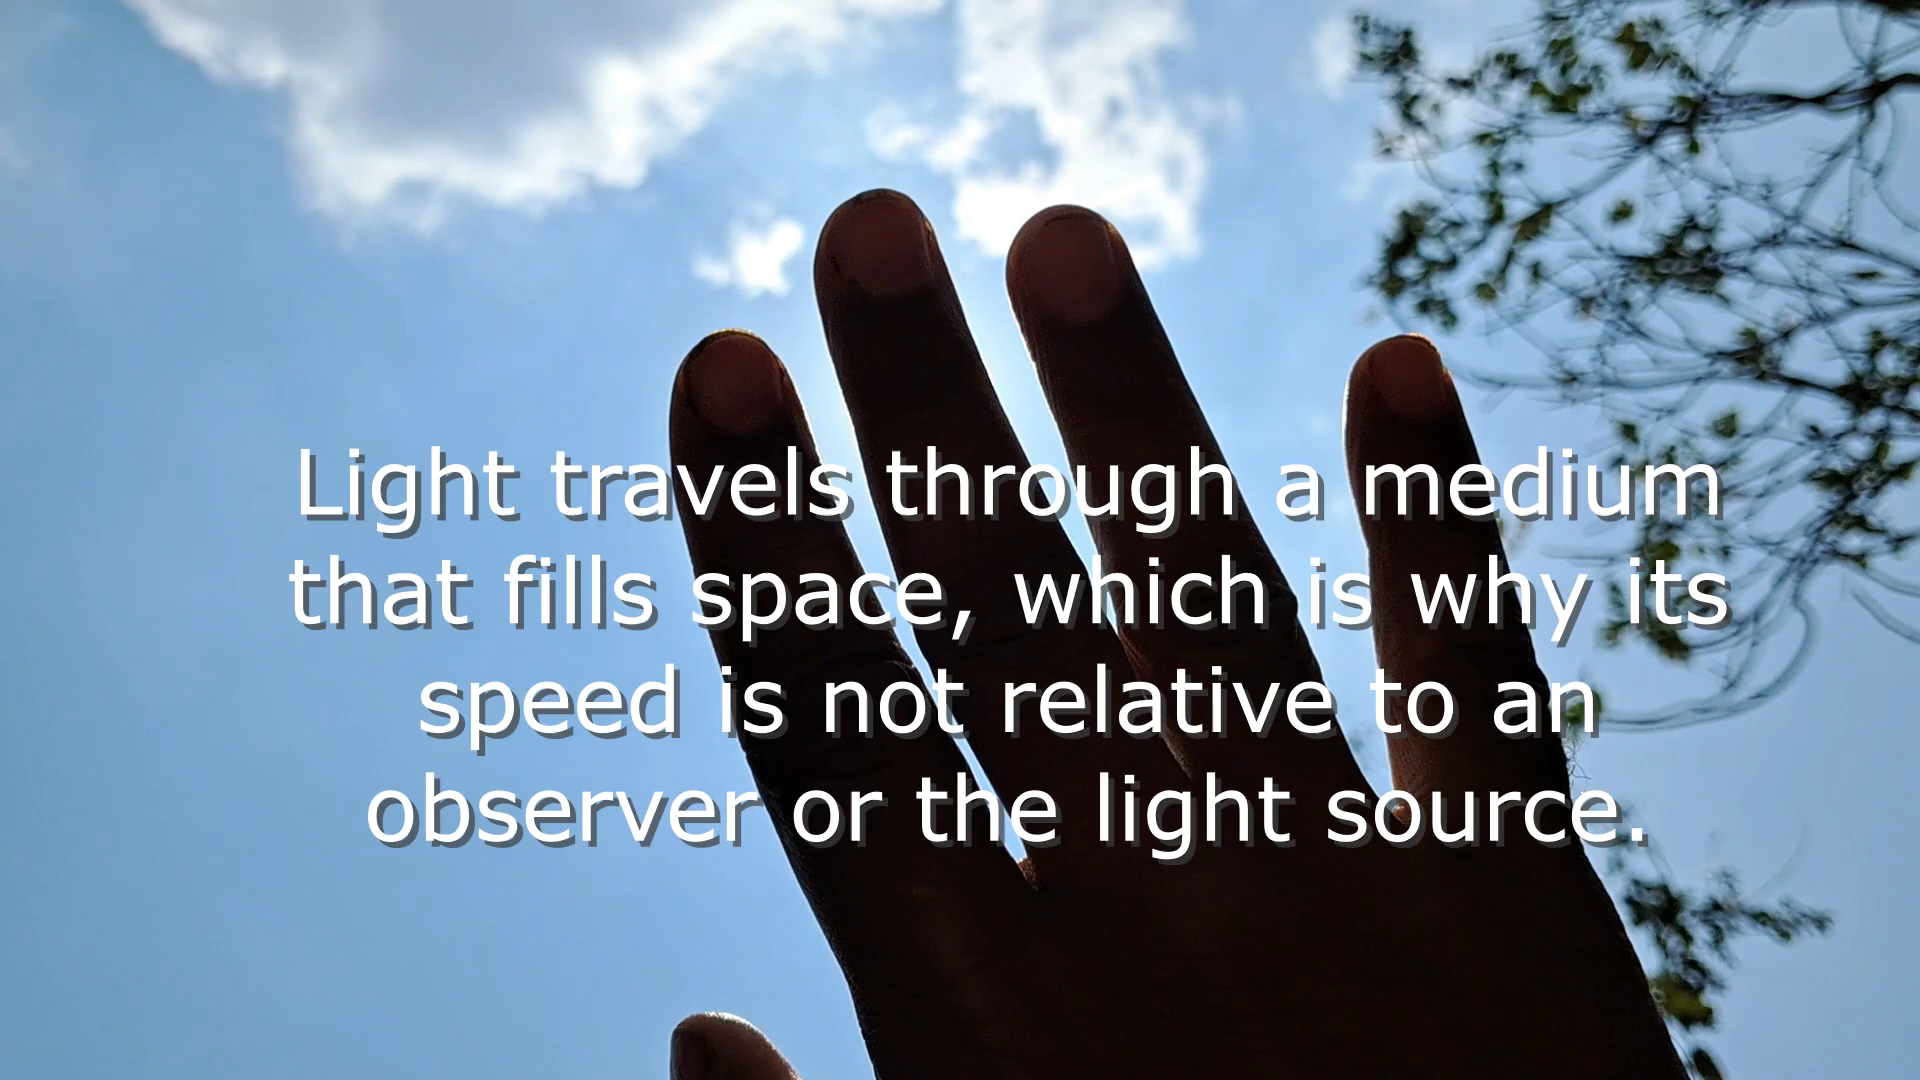 Light travels through a medium
that fills space, which is why its
speed is not relative to an
observer or the light source.